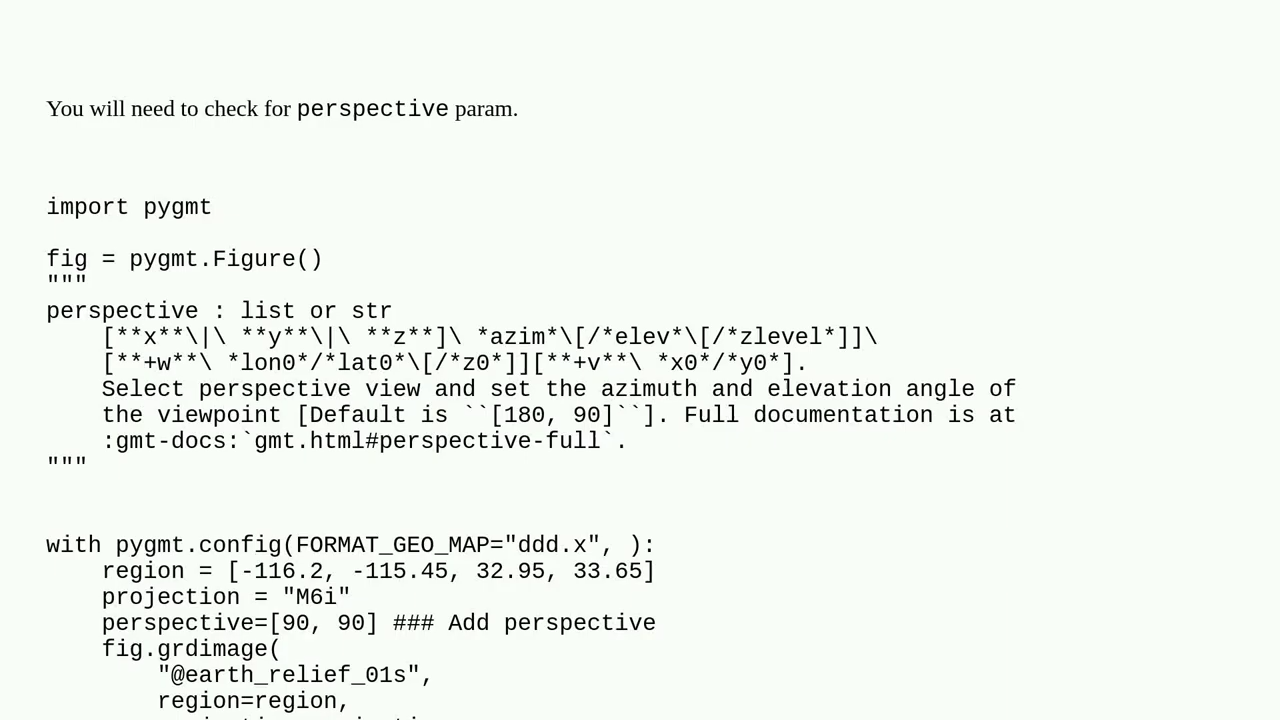 You will need to check for perspective param.
import pygmt
fig = pygmt.Figure()
"""
perspective : list or str
    [**x**\|\ **y**\|\ **z**]\ *azim*\[/*elev*\[/*zlevel*]]\
    [**+w**\ *lon0*/*lat0*\[/*z0*]][**+v**\ *x0*/*y0*].
    Select perspective view and set the azimuth and elevation angle of
    the viewpoint [Default is ``[180, 90]``]. Full documentation is at
    :gmt-docs:`gmt.html#perspective-full`.
"""
with pygmt.config(FORMAT_GEO_MAP="ddd.x", ):
    region = [-116.2, -115.45, 32.95, 33.65]
    projection = "M6i"
    perspective=[90, 90] ### Add perspective
    fig.grdimage(
        "@earth_relief_01s",
        region=region,